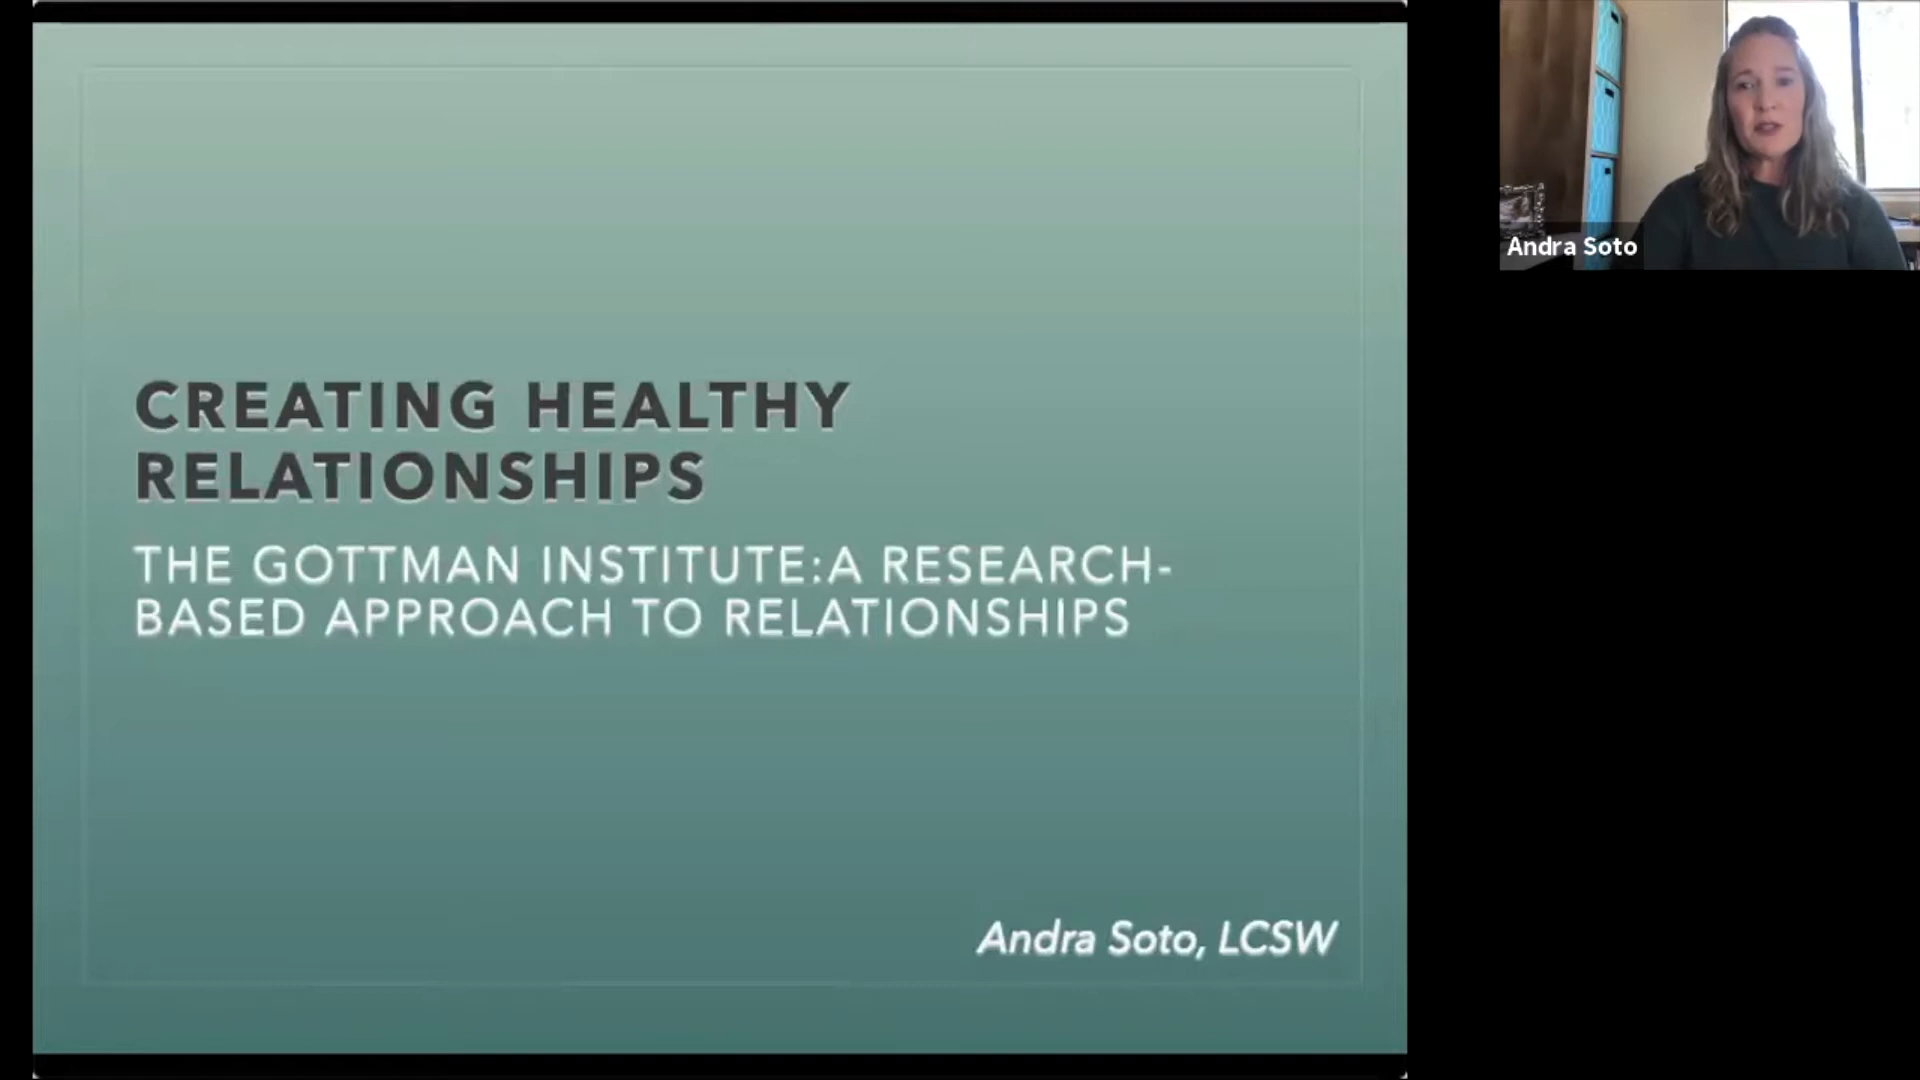 CREATING HEALTHY
RELATIONSHIPS
THE GOTTMAN INSTITUTE:A RESEARCH-
BASED APPROACH TO RELATIONSHIPS
Andra Soto, LCSW
Andra Soto